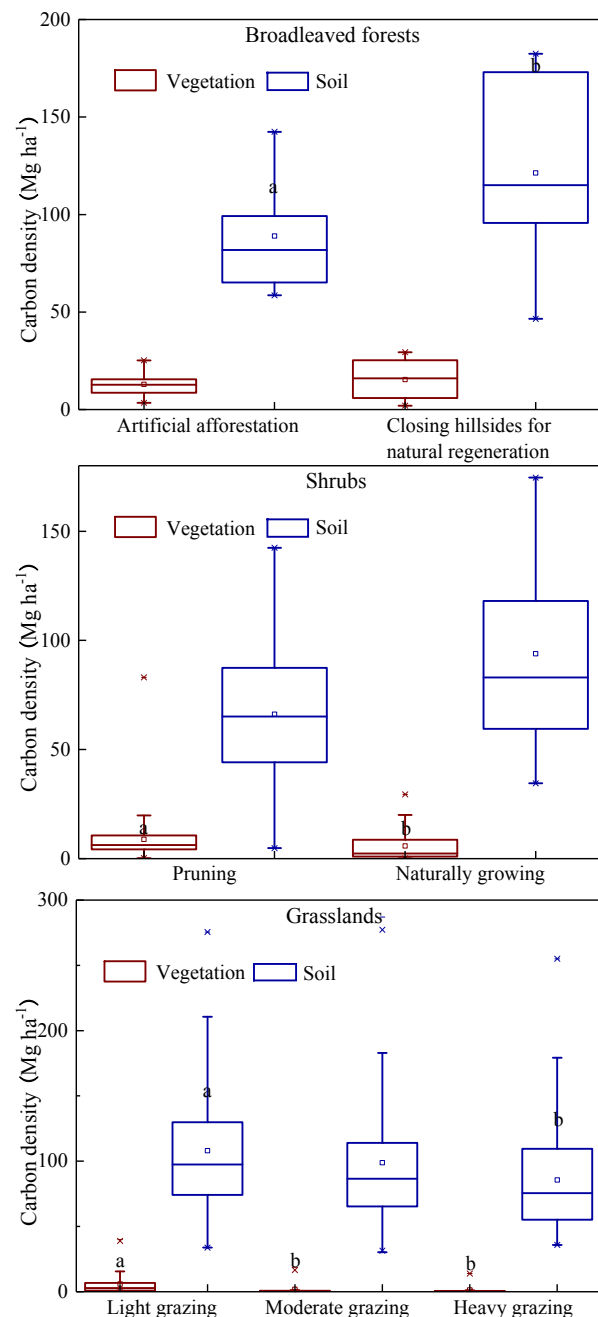 Broadleaved forests
Vegetation
Soil
a
b
200
150
100
50
0
Carbon density (Mg ha⁻¹)
Artificial afforestation
Closing hillsides for
natural regeneration
Shrubs
Vegetation
Soil
a
b
150
100
50
0
Carbon density (Mg ha⁻¹)
Pruning
Naturally growing
Grasslands
Vegetation
Soil
a
a
b
b
b
300
200
100
0
Carbon density (Mg ha⁻¹)
Light grazing
Moderate grazing
Heavy grazing